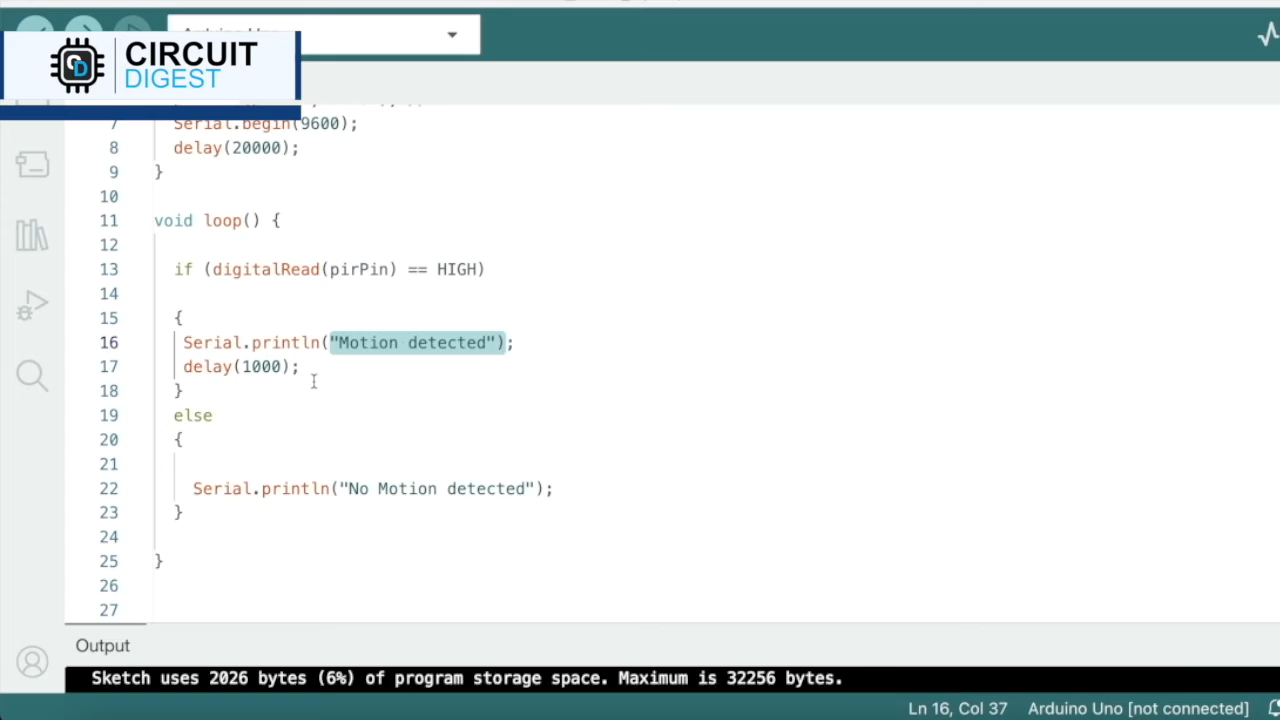 CIRCUIT
DIGEST
7 Serial.begin(9600);
8 delay(20000);
9 }
10
11 void loop() {
12
13 if (digitalRead(pirPin) == HIGH)
14
15 {
16 Serial.println("Motion detected");
17 delay(1000);
18 }
19 else
20 {
21
22 Serial.println("No Motion detected");
23 }
24
25 }
26
27
Output
Sketch uses 2026 bytes (6%) of program storage space. Maximum is 32256 bytes.
Ln 16, Col 37 Arduino Uno [not connected]